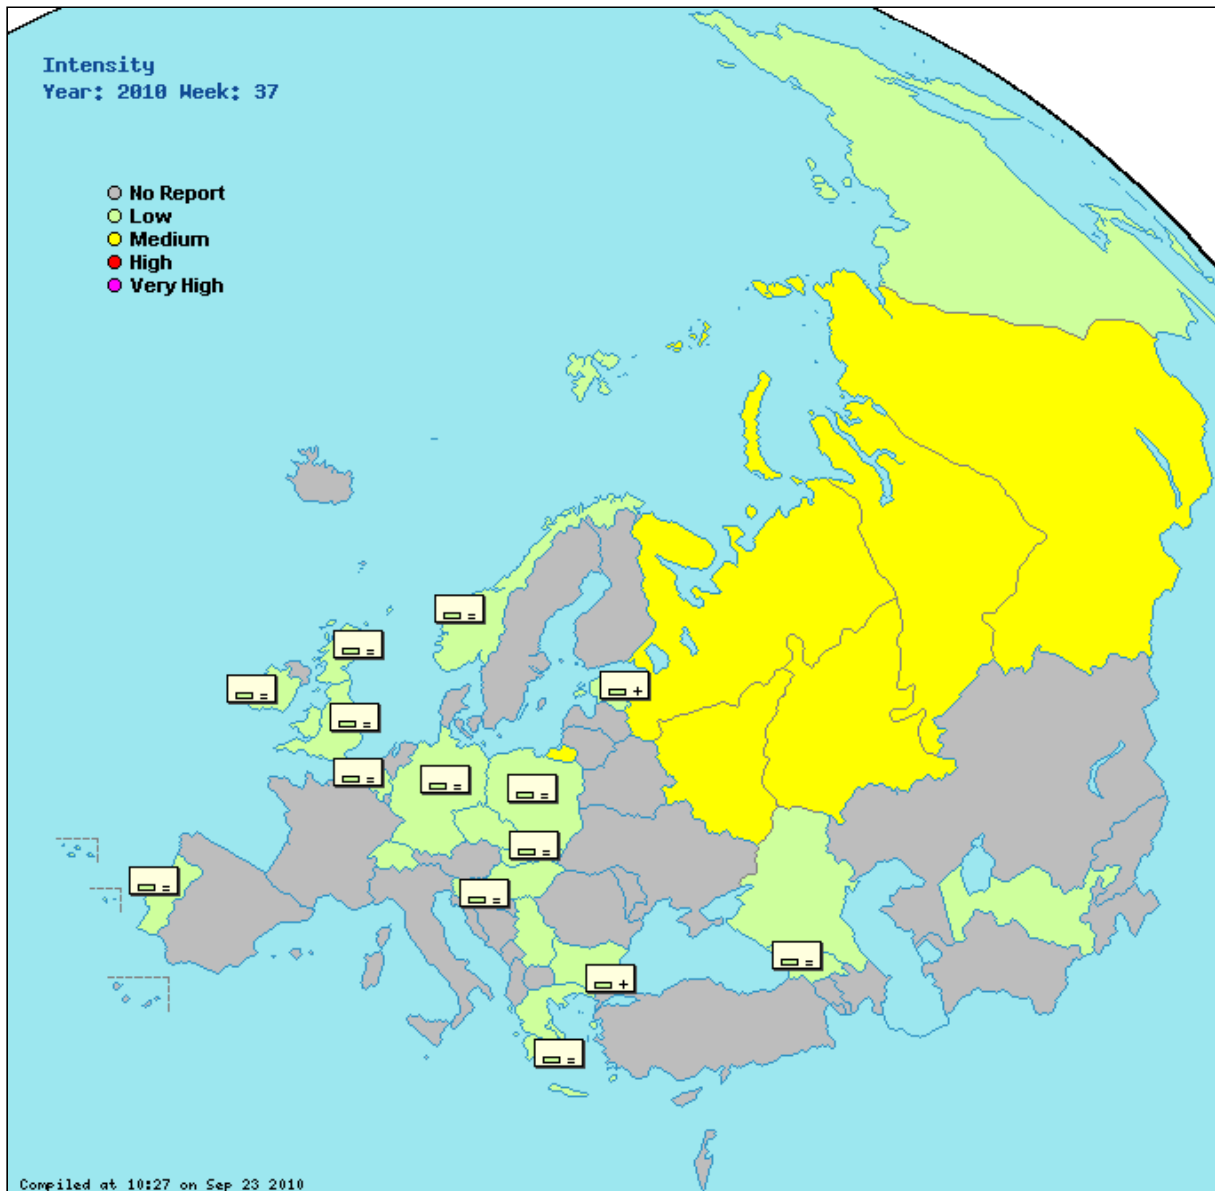 Intensity
Year: 2010 Week: 37
No Report
Low
Medium
High
Very High
=
=
=
+
=
=
=
=
=
=
=
=
+
=
Compiled at 10:27 on Sep 23 2010